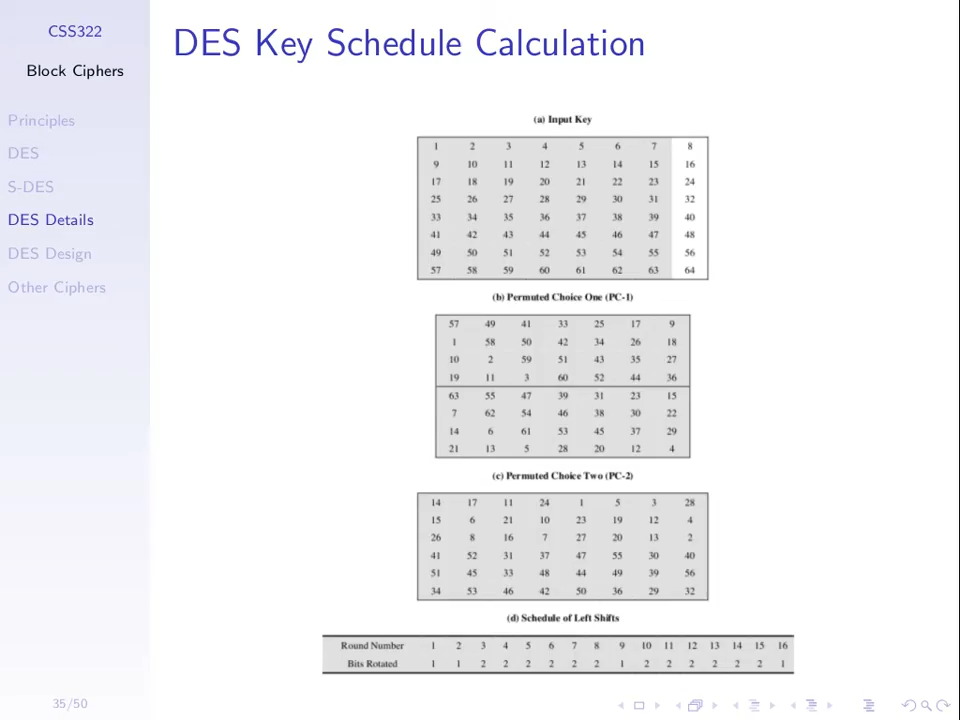 CSS322
Block Ciphers
Principles
DES
S-DES
DES Details
DES Design
Other Ciphers
DES Key Schedule Calculation
(a) Input Key
1 2 3 4 5 6 7 8
9 10 11 12 13 14 15 16
17 18 19 20 21 22 23 24
25 26 27 28 29 30 31 32
33 34 35 36 37 38 39 40
41 42 43 44 45 46 47 48
49 50 51 52 53 54 55 56
57 58 59 60 61 62 63 64
(b) Permuted Choice One (PC-1)
57 49 41 33 25 17 9
1 58 50 42 34 26 18
10 2 59 51 43 35 27
19 11 3 60 52 44 36
63 55 47 39 31 23 15
7 62 54 46 38 30 22
14 6 61 53 45 37 29
21 13 5 28 20 12 4
(c) Permuted Choice Two (PC-2)
14 17 11 24 1 5 3 28
15 6 21 10 23 19 12 4
26 8 16 7 27 20 13 2
41 52 31 37 47 55 30 40
51 45 33 48 44 49 39 56
34 53 46 42 50 36 29 32
(d) Schedule of Left Shifts
Round Number 1 2 3 4 5 6 7 8 9 10 11 12 13 14 15 16
Bits Rotated 1 1 2 2 2 2 2 2 1 2 2 2 2 2 2 1
35/50